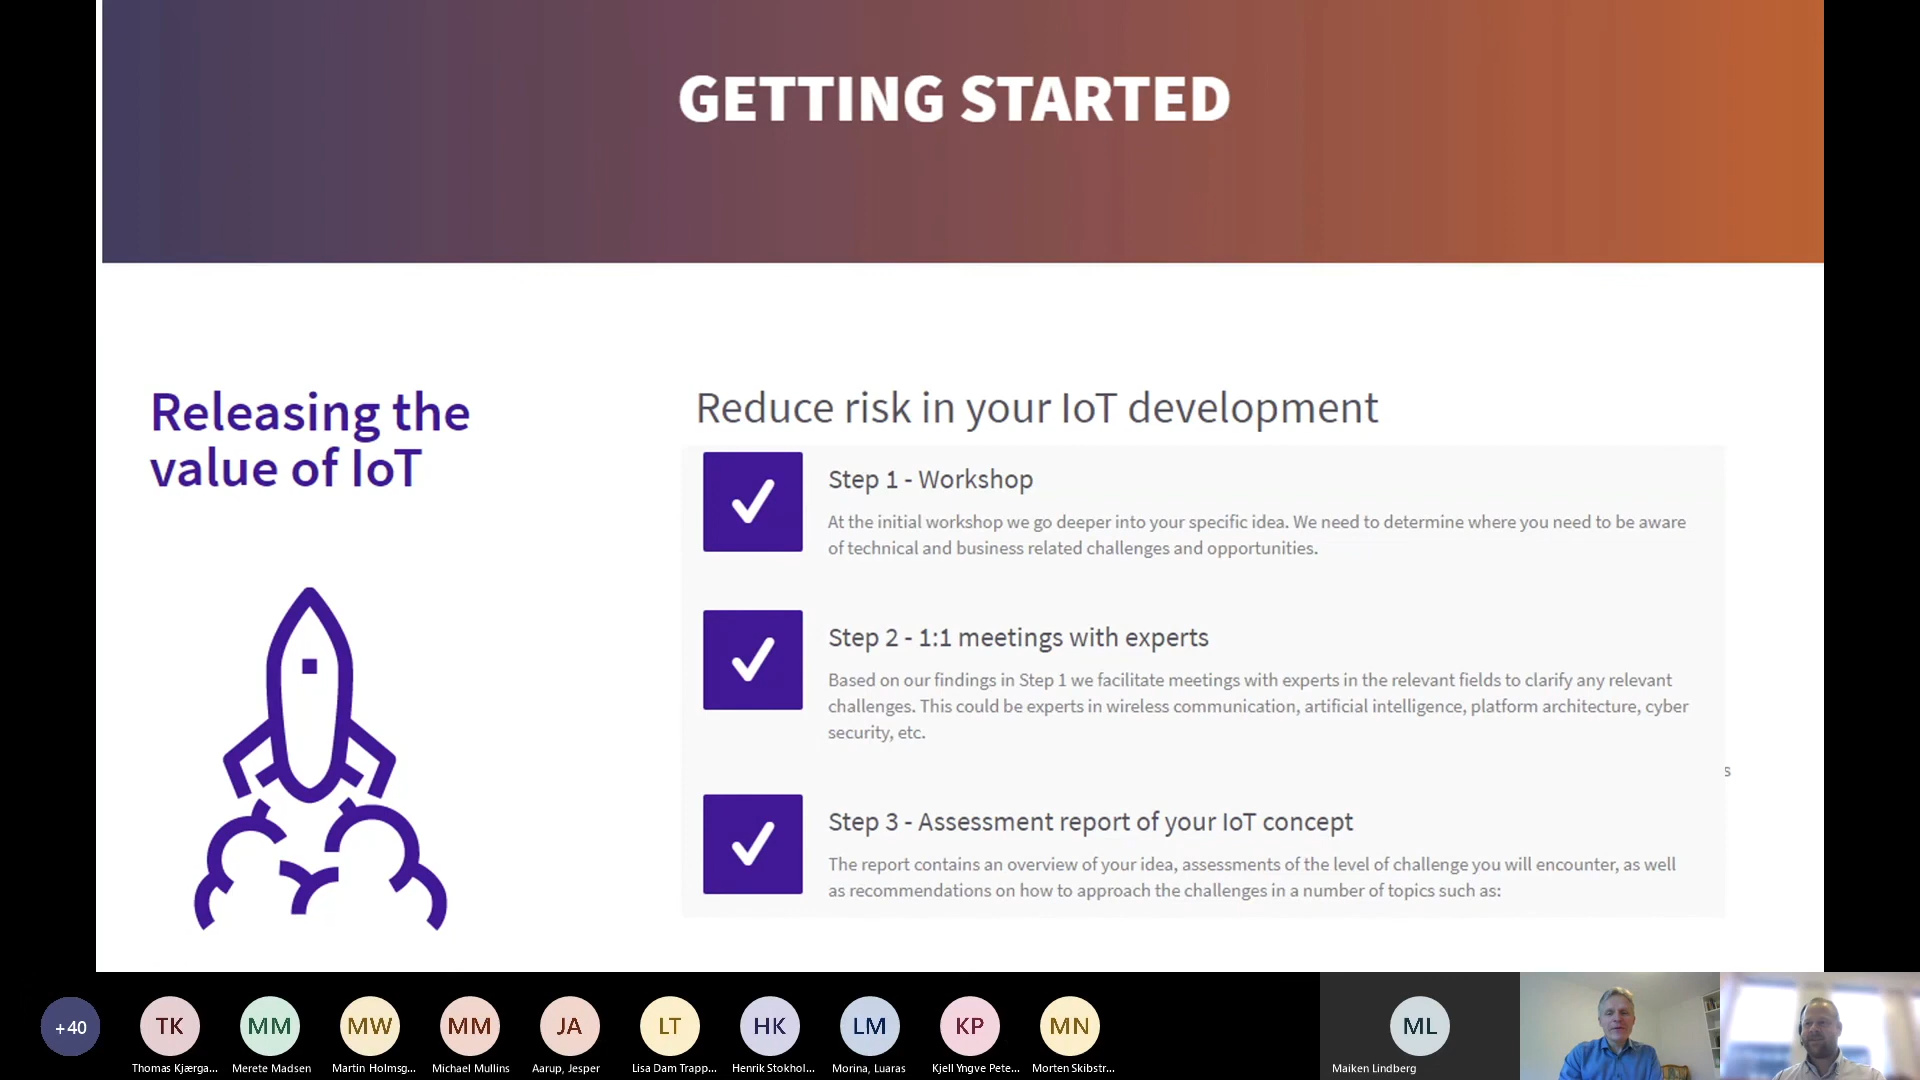 GETTING STARTED
Releasing the
value of IoT
Reduce risk in your IoT development
Step 1 - Workshop
At the initial workshop we go deeper into your specific idea. We need to determine where you need to be aware
of technical and business related challenges and opportunities.
Step 2 - 1:1 meetings with experts
Based on our findings in Step 1 we facilitate meetings with experts in the relevant fields to clarify any relevant
challenges. This could be experts in wireless communication, artificial intelligence, platform architecture, cyber
security, etc.
s
Step 3 - Assessment report of your IoT concept
The report contains an overview of your idea, assessments of the level of challenge you will encounter, as well
as recommendations on how to approach the challenges in a number of topics such as:
+40
TK
MM
MW
MM
JA
LT
HK
LM
KP
MN
ML
Thomas Kjærga...
Merete Madsen
Martin Holmsg...
Michael Mullins
Aarup, Jesper
Lisa Dam Trapp...
Henrik Stokhol...
Morina, Luaras
Kjell Yngve Pete...
Morten Skibstr...
Maiken Lindberg